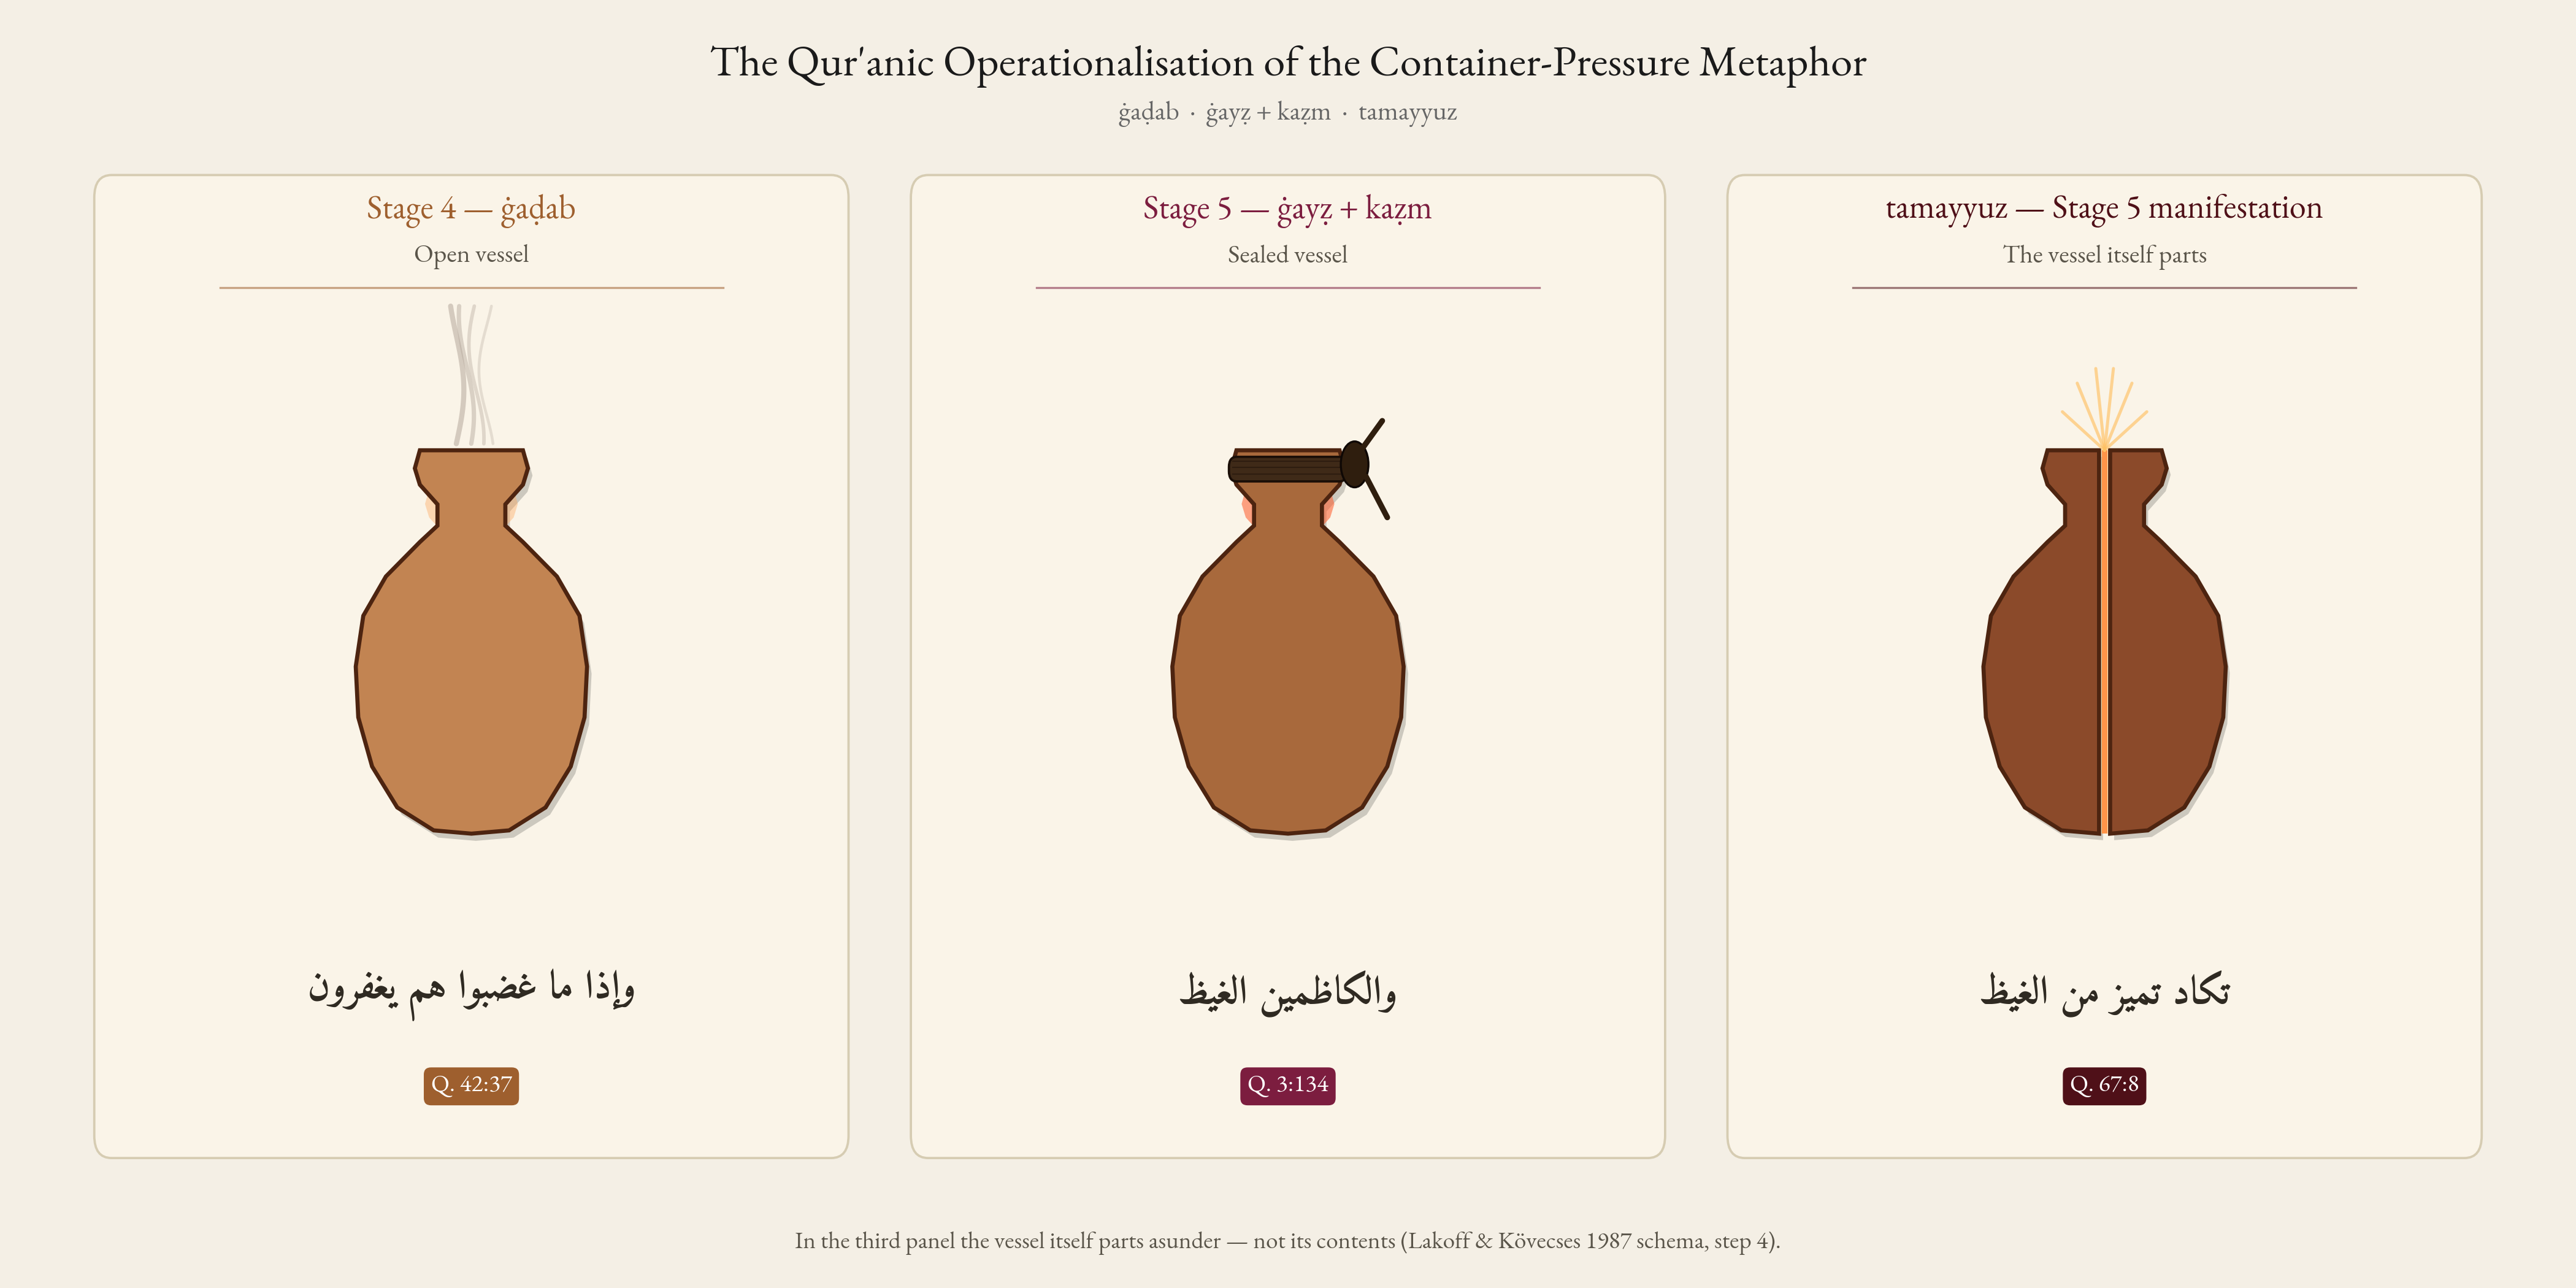 The Qur'anic Operationalisation of the Container-Pressure Metaphor
ġaḍab · ġayẓ + kaẓm · tamayyuz
Stage 4 — ġaḍab
Open vessel
وإذا ما غضبوا هم يغفرون
Q. 42:37
Stage 5 — ġayẓ + kaẓm
Sealed vessel
والكاظمين الغيظ
Q. 3:134
tamayyuz — Stage 5 manifestation
The vessel itself parts
تكاد تميز من الغيظ
Q. 67:8
In the third panel the vessel itself parts asunder — not its contents (Lakoff & Kövecses 1987 schema, step 4).